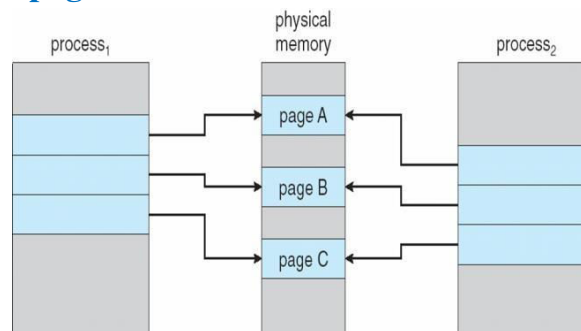 physical
memory
process1
process2
page A
page B
page C